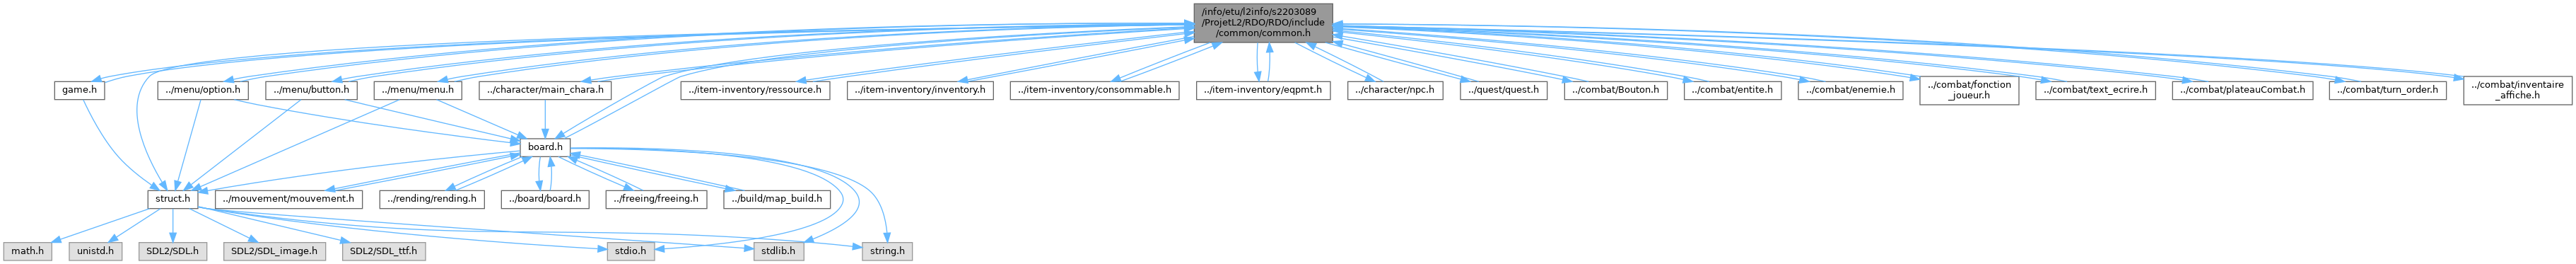 /info/etu/l2info/s2203089
/ProjetL2/RDO/RDO/include
/common/common.h
game.h
../menu/option.h
../menu/button.h
../menu/menu.h
../character/main_chara.h
../item-inventory/ressource.h
../item-inventory/inventory.h
../item-inventory/consommable.h
../item-inventory/eqpmt.h
../character/npc.h
../quest/quest.h
../combat/Bouton.h
../combat/entite.h
../combat/enemie.h
../combat/fonction
_joueur.h
../combat/text_ecrire.h
../combat/plateauCombat.h
../combat/turn_order.h
../combat/inventaire
_affiche.h
board.h
struct.h
../mouvement/mouvement.h
../rending/rending.h
../board/board.h
../freeing/freeing.h
../build/map_build.h
math.h
unistd.h
SDL2/SDL.h
SDL2/SDL_image.h
SDL2/SDL_ttf.h
stdio.h
stdlib.h
string.h